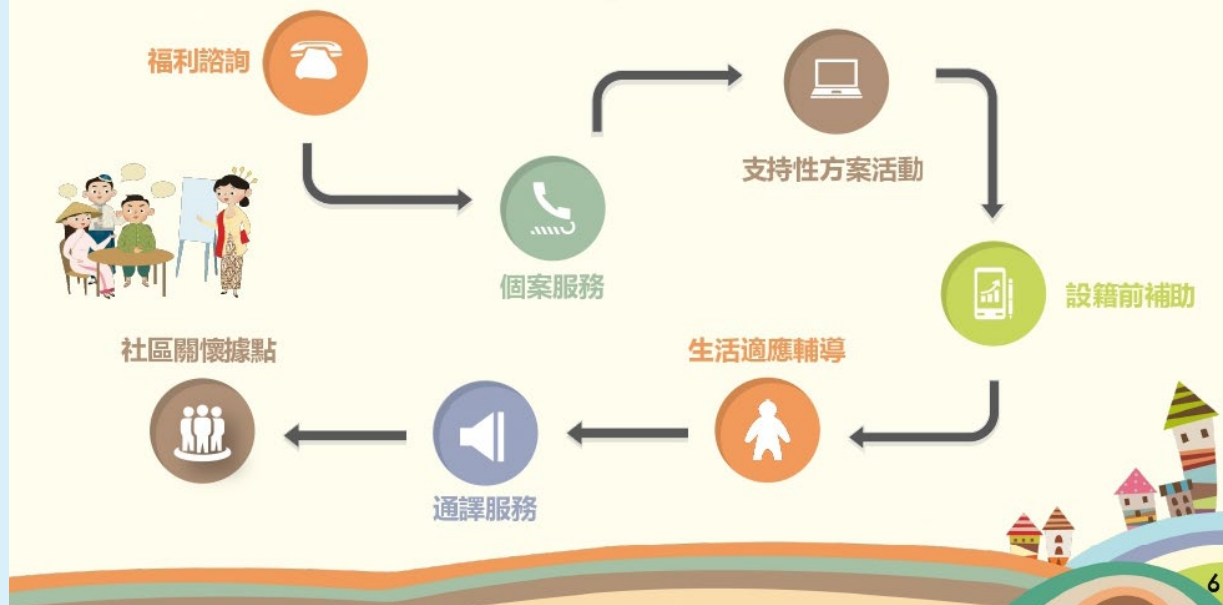 福利諮詢
個案服務
支持性方案活動
設籍前補助
生活適應輔導
通譯服務
社區關懷據點
6